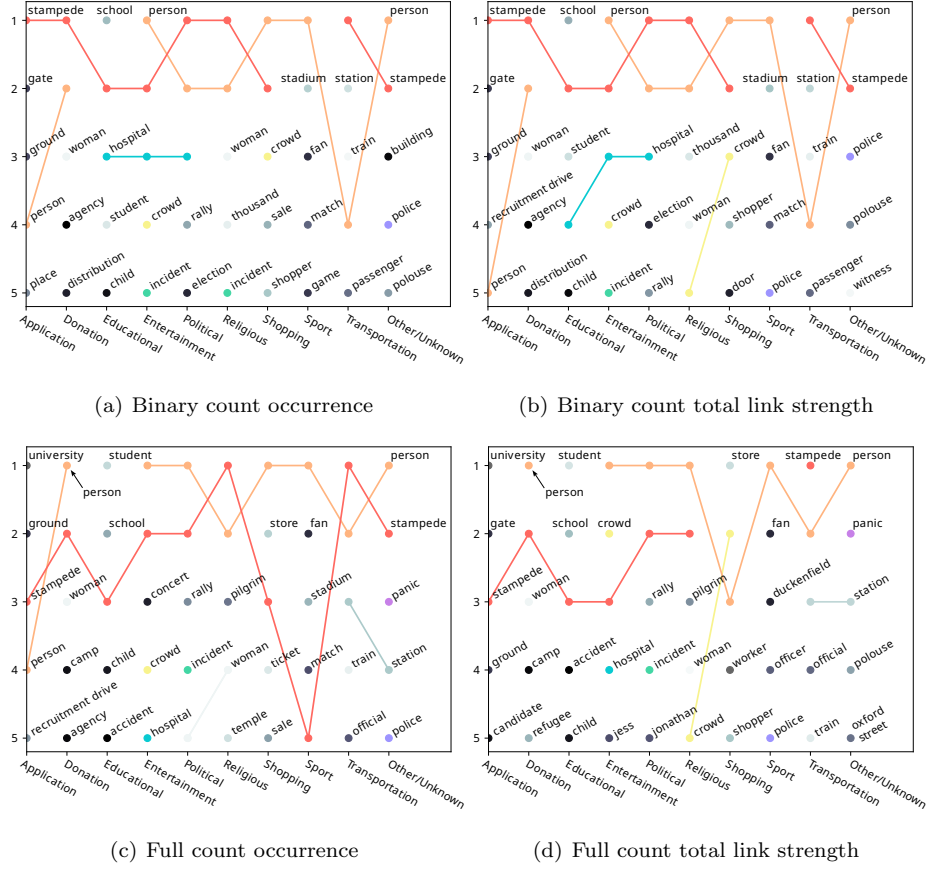 stampede school person person
1
gate stadium station stampede
2
ground woman hospital woman crowd fan train building
3
person agency student crowd rally thousand sale match police
4
place distribution child incident election incident shopper game passenger polouse
5
Application Donation Educational Entertainment Political Religious Shopping Sport Transportation Other/Unknown
(a) Binary count occurrence
stampede school person person
1
gate stadium station stampede
2
ground woman student hospital thousand crowd fan train police
3
recruitment drive agency crowd election woman shopper match polouse
4
person distribution child incident rally door police passenger witness
5
Application Donation Educational Entertainment Political Religious Shopping Sport Transportation Other/Unknown
(b) Binary count total link strength
university student person
1
person
ground school store fan stampede
2
stampede woman concert rally pilgrim stadium panic
3
person camp child crowd incident woman ticket match train station
4
recruitment drive agency accident hospital temple sale official police
5
Application Donation Educational Entertainment Political Religious Shopping Sport Transportation Other/Unknown
(c) Full count occurrence
university student store stampede person
person
gate school crowd fan panic
stampede woman rally pilgrim duckenfield station
ground camp accident hospital incident woman worker officer official polouse
candidate refugee child jess jonathan crowd shopper police train oxford
street
Application Donation Educational Entertainment Political Religious Shopping Sport Transportation Other/Unknown
(d) Full count total link strength